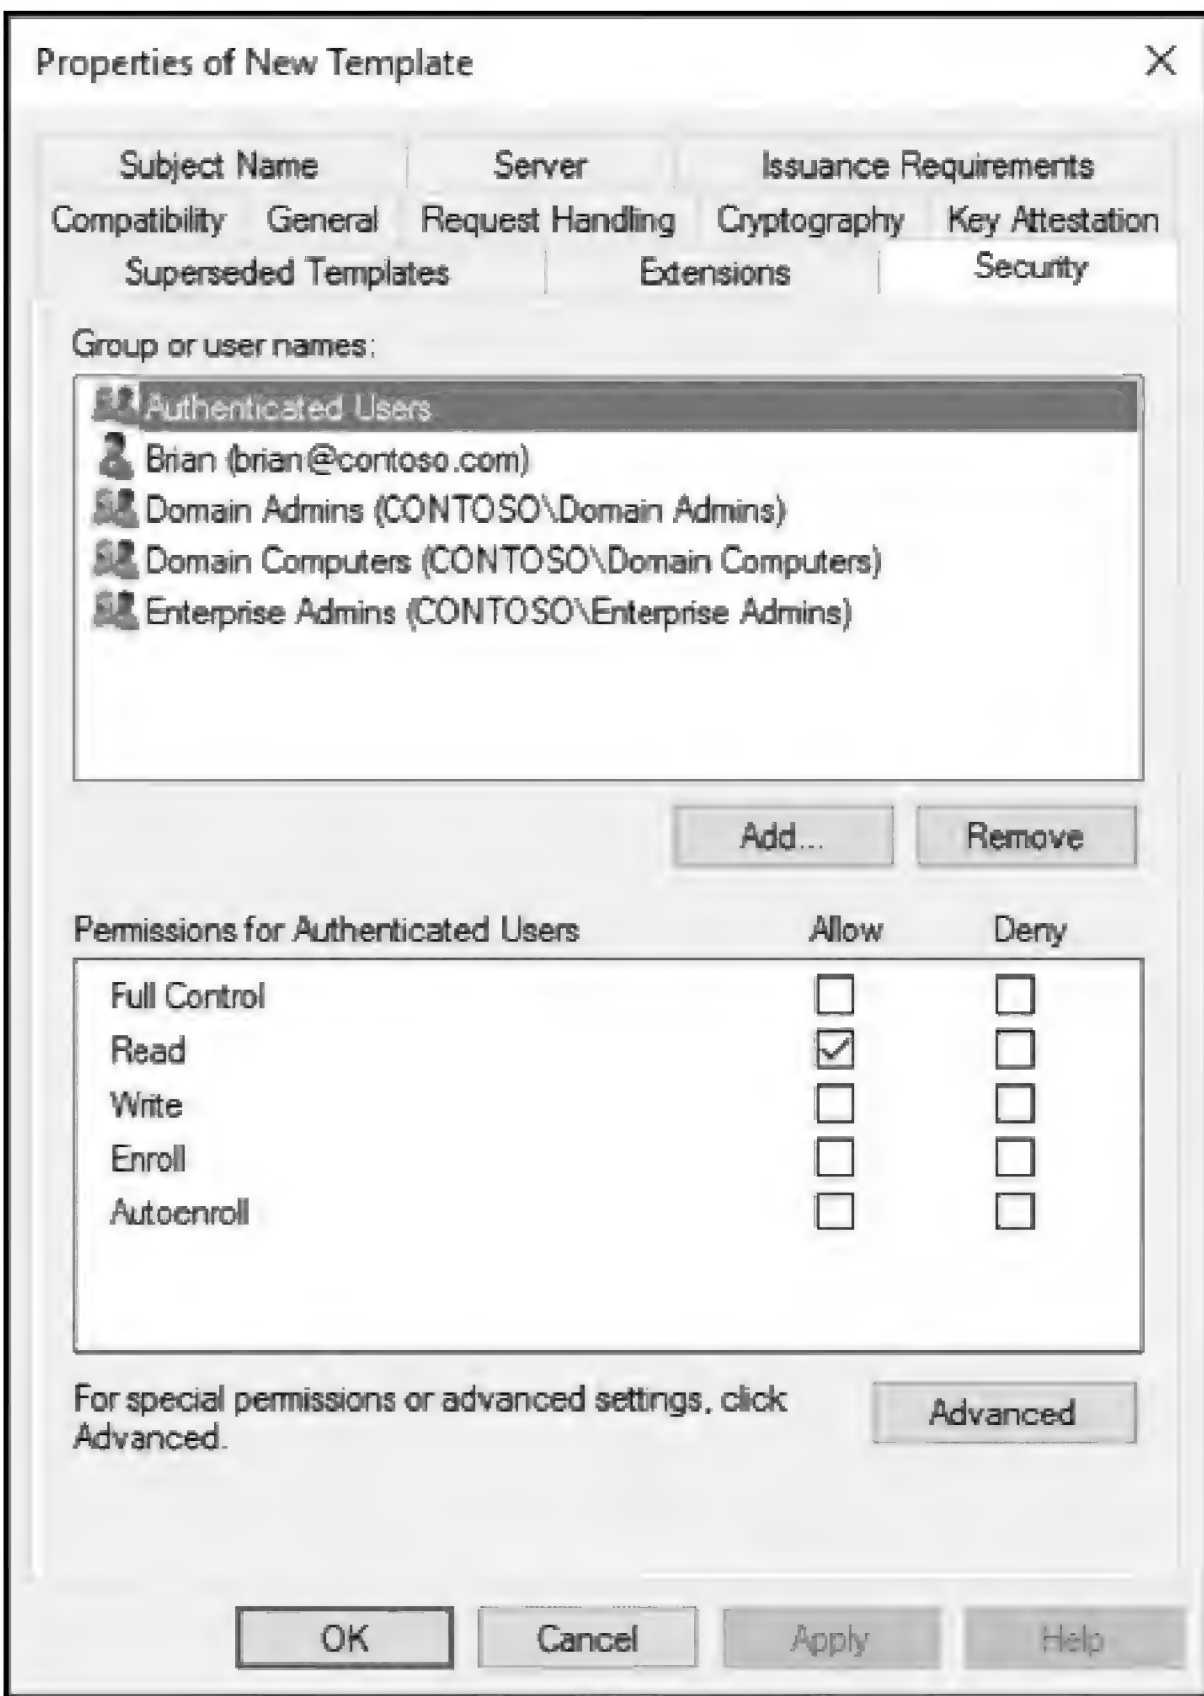 Properties of New Template
Subject Name Server Issuance Requirements
Compatibility General Request Handling Cryptography Key Attestation
Superseded Templates Extensions Security
Group or user names:
Authenticated Users
Brian (brian@contoso.com)
Domain Admins (CONTOSO\Domain Admins)
Domain Computers (CONTOSO\Domain Computers)
Enterprise Admins (CONTOSO\Enterprise Admins)
Add... Remove
Permissions for Authenticated Users Allow Deny
Full Control
Read
Write
Enroll
Autoenroll
For special permissions or advanced settings, click
Advanced.
Advanced
OK Cancel Apply Help